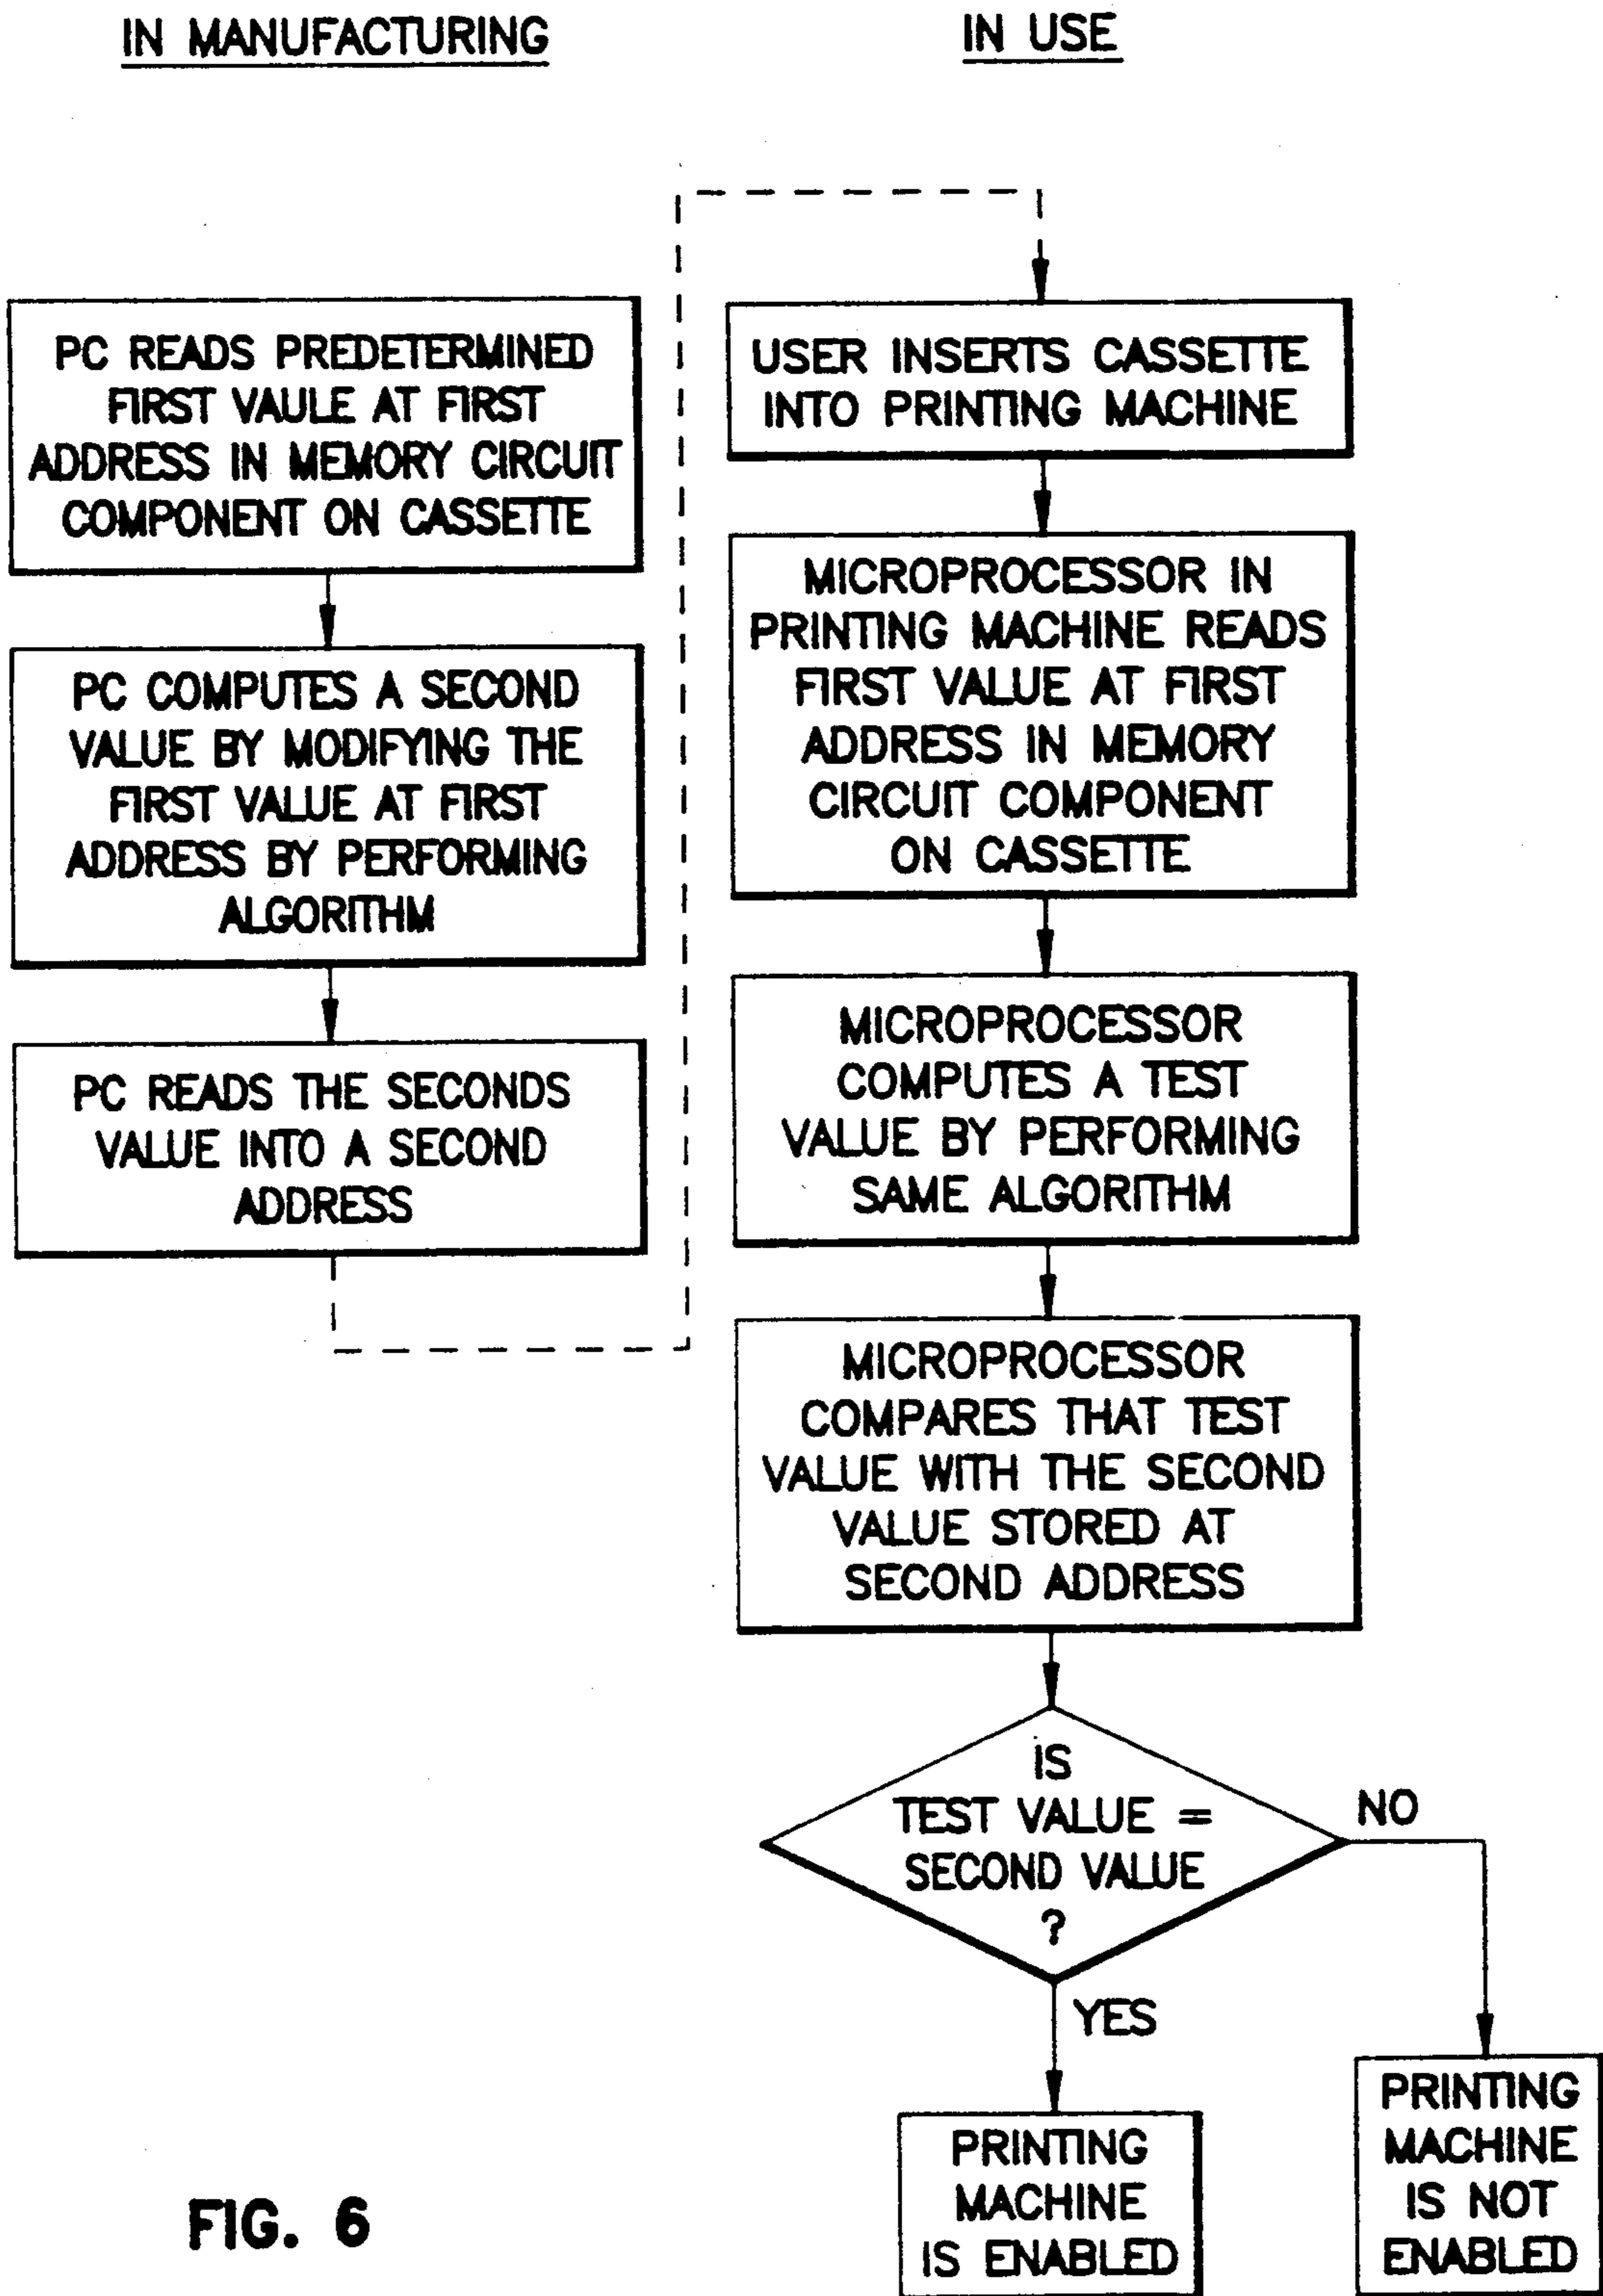 IN MANUFACTURING
PC READS PREDETERMINED
FIRST VAULE AT FIRST
ADDRESS IN MEMORY CIRCUIT
COMPONENT ON CASSETTE
PC COMPUTES A SECOND
VALUE BY MODIFYING THE
FIRST VALUE AT FIRST
ADDRESS BY PERFORMING
ALGORITHM
PC READS THE SECONDS
VALUE INTO A SECOND
ADDRESS
IN USE
USER INSERTS CASSETTE
INTO PRINTING MACHINE
MICROPROCESSOR IN
PRINTING MACHINE READS
FIRST VALUE AT FIRST
ADDRESS IN MEMORY
CIRCUIT COMPONENT
ON CASSETTE
MICROPROCESSOR
COMPUTES A TEST
VALUE BY PERFORMING
SAME ALGORITHM
MICROPROCESSOR
COMPARES THAT TEST
VALUE WITH THE SECOND
VALUE STORED AT
SECOND ADDRESS
IS
TEST VALUE =
SECOND VALUE
?
NO
YES
PRINTING
MACHINE
IS ENABLED
PRINTING
MACHINE
IS NOT
ENABLED
FIG. 6